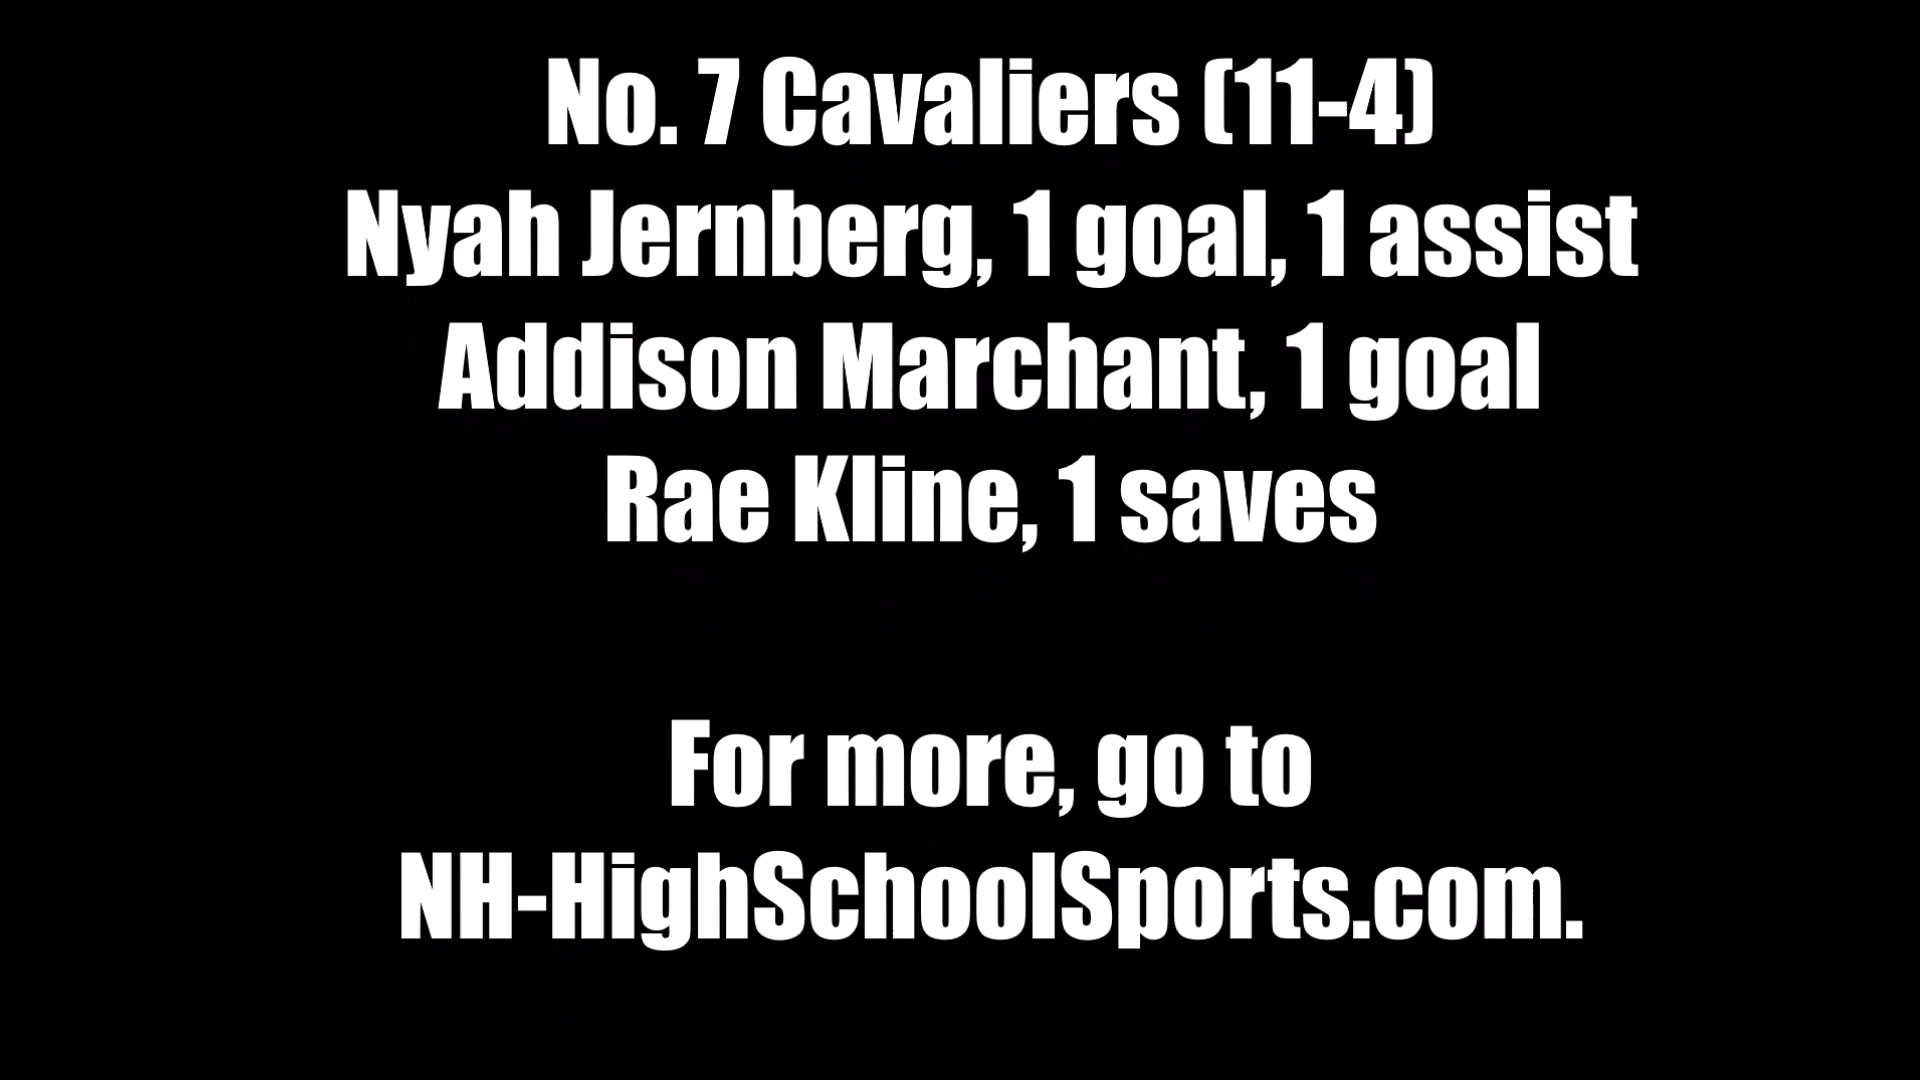 No. 7 Cavaliers (11-4)
Nyah Jernberg, 1 goal, 1 assist
Addison Marchant, 1 goal
Rae Kline, 1 saves
For more, go to
NH-HighSchoolSports.com.